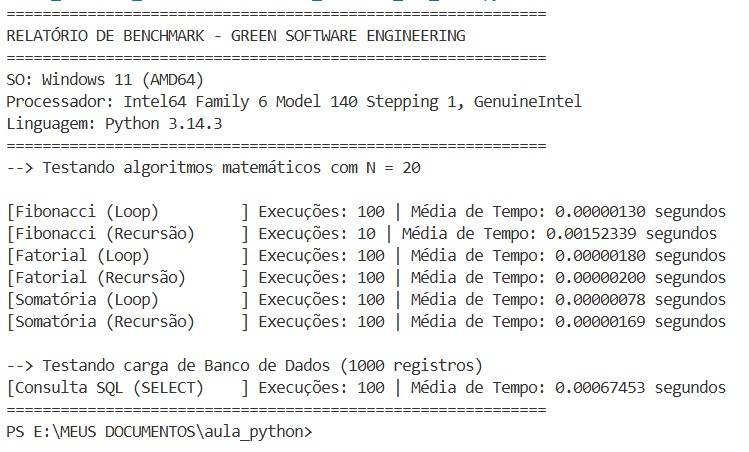 ============================================================
RELATÓRIO DE BENCHMARK - GREEN SOFTWARE ENGINEERING
============================================================
SO: Windows 11 (AMD64)
Processador: Intel64 Family 6 Model 140 Stepping 1, GenuineIntel
Linguagem: Python 3.14.3
============================================================
--> Testando algoritmos matemáticos com N = 20
[Fibonacci (Loop)         ] Execuções: 100 | Média de Tempo: 0.00000130 segundos
[Fibonacci (Recursão)     ] Execuções: 10 | Média de Tempo: 0.00152339 segundos
[Fatorial (Loop)          ] Execuções: 100 | Média de Tempo: 0.00000180 segundos
[Fatorial (Recursão)      ] Execuções: 100 | Média de Tempo: 0.00000200 segundos
[Somatória (Loop)         ] Execuções: 100 | Média de Tempo: 0.00000078 segundos
[Somatória (Recursão)     ] Execuções: 100 | Média de Tempo: 0.00000169 segundos
--> Testando carga de Banco de Dados (1000 registros)
[Consulta SQL (SELECT)    ] Execuções: 100 | Média de Tempo: 0.00067453 segundos
============================================================
PS E:\MEUS DOCUMENTOS\aula_python>